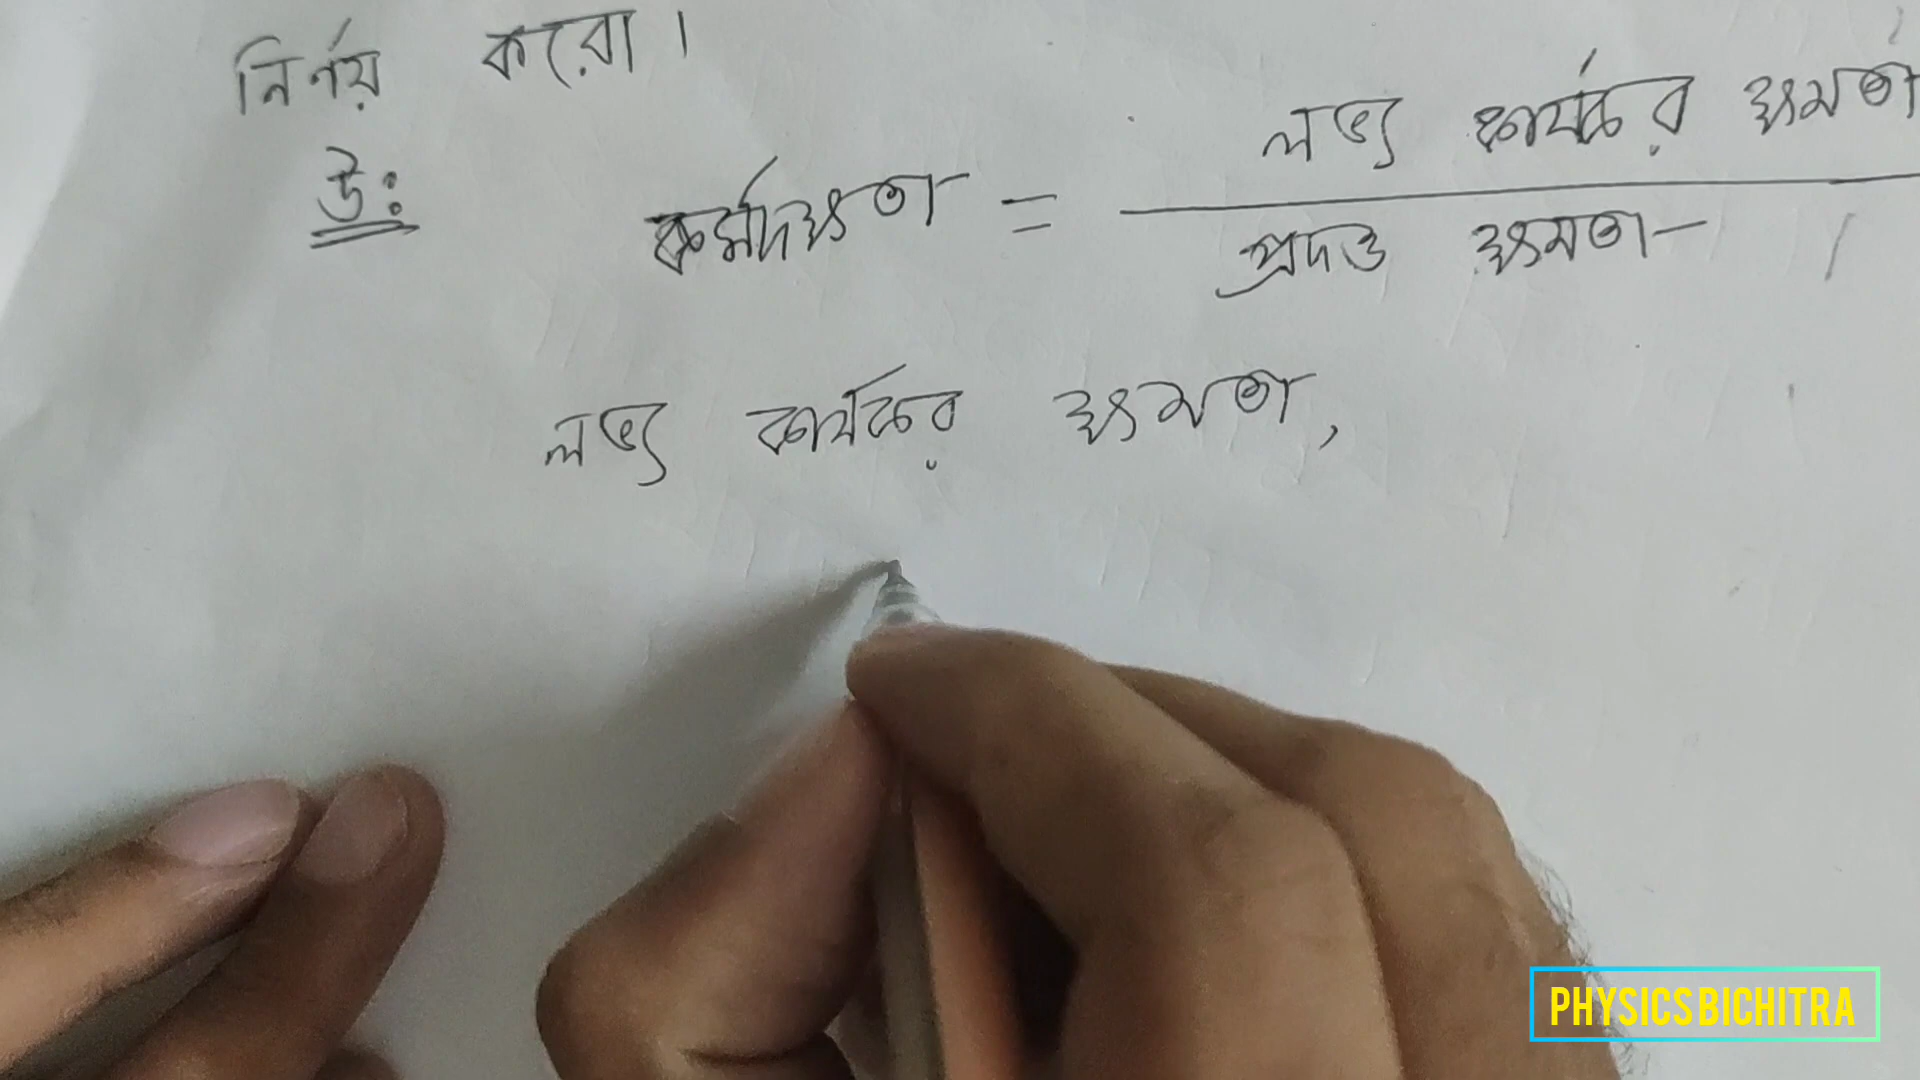 নির্ণয় করো।
উঃ
কর্মদক্ষতা = লভ্য কার্যকর ক্ষমতা / প্রদত্ত ক্ষমতা
লভ্য কার্যকর ক্ষমতা,
PHYSICS BICHITRA